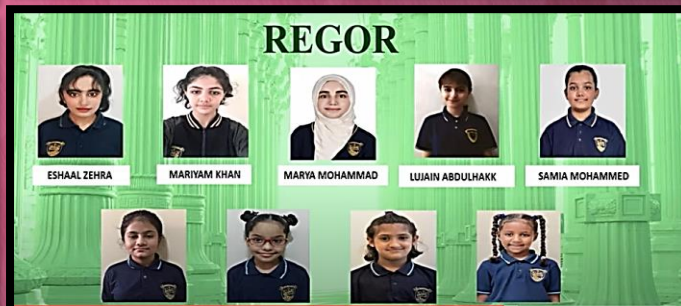 REGOR
ESHAAL ZEHRA
MARIYAM KHAN
MARYA MOHAMMAD
LUJAIN ABDULHAKK
SAMIA MOHAMMED